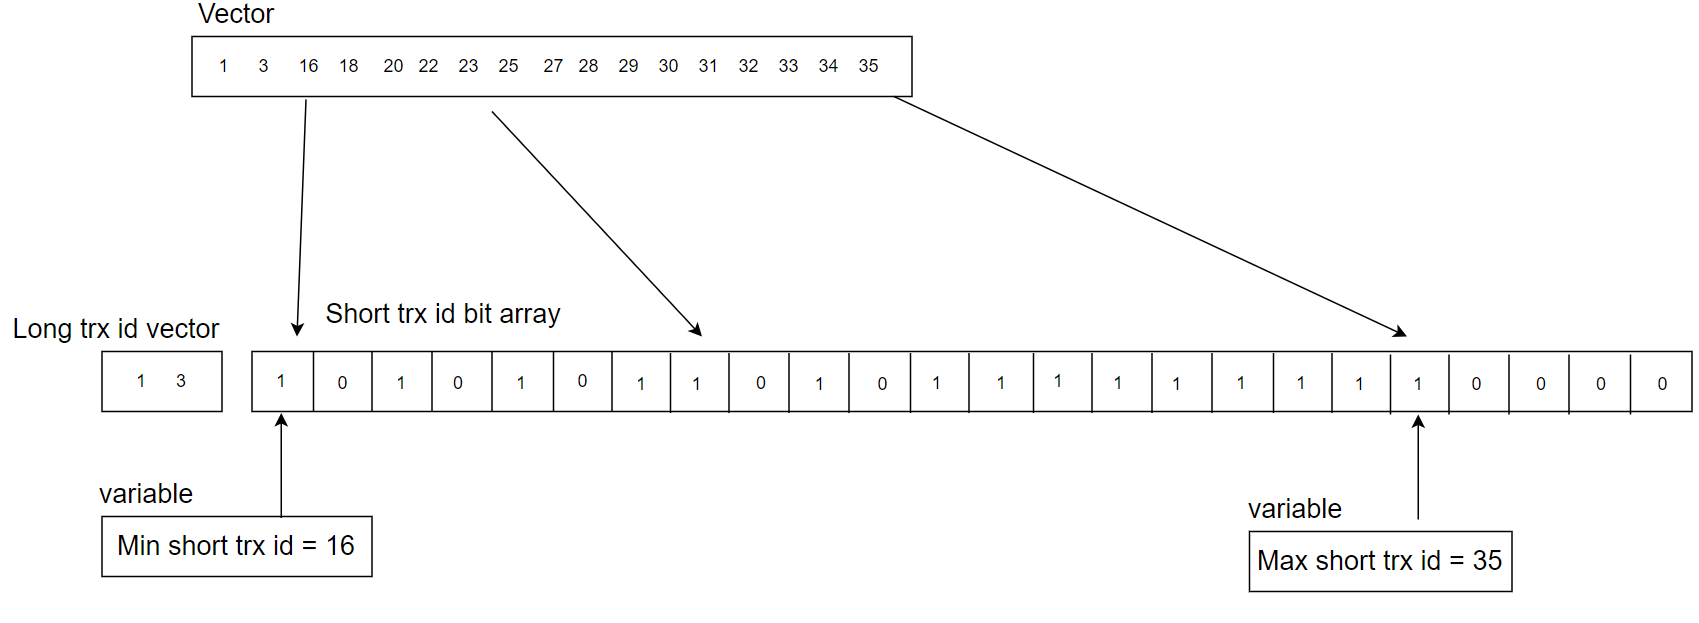 Vector
1 3 16 18 20 22 23 25 27 28 29 30 31 32 33 34 35
Short trx id bit array
Long trx id vector
1 3
1 0 1 0 1 0 1 1 0 1 0 1 1 1 1 1 1 1 1 1 0 0 0 0
variable
Min short trx id = 16
variable
Max short trx id = 35